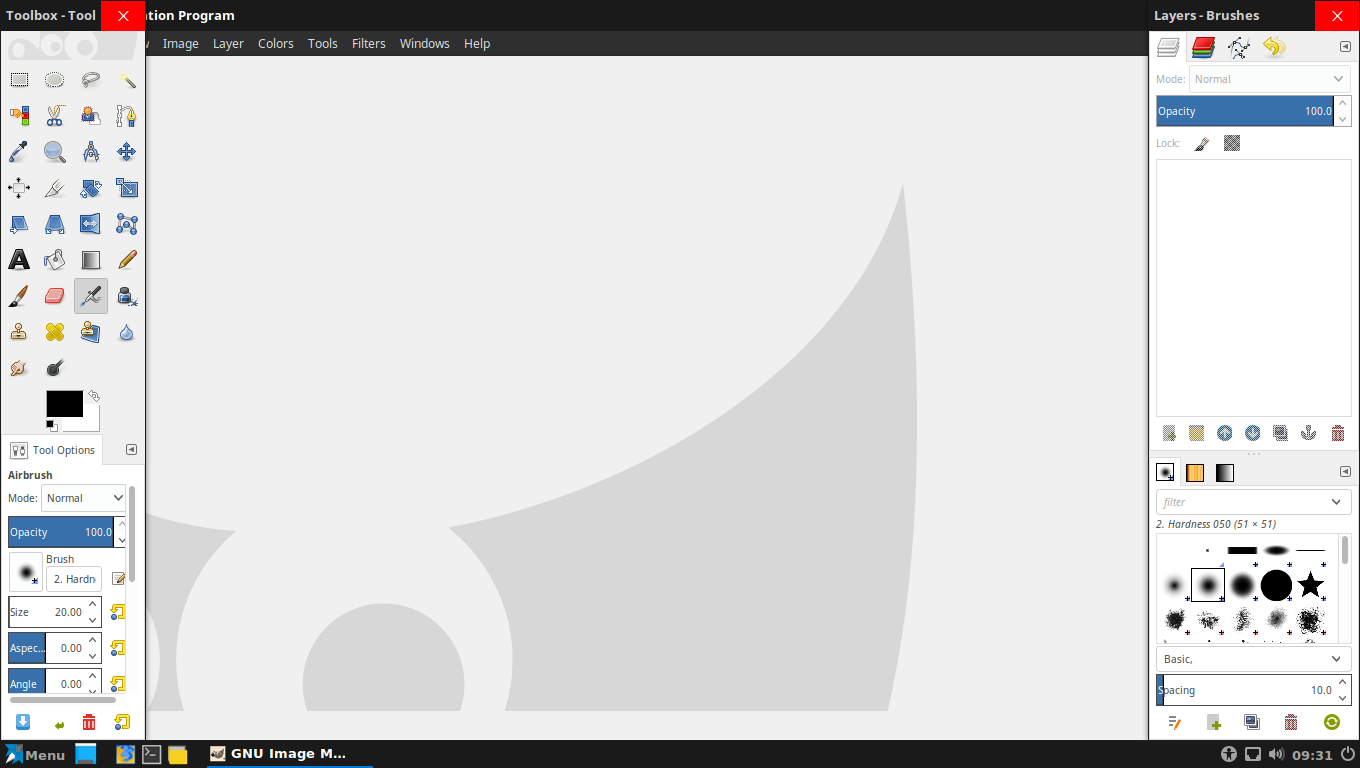 Toolbox - Tool
ation Program
Layers - Brushes
Image Layer Colors Tools Filters Windows Help
Mode: Normal
Opacity 100.0
Lock:
Tool Options
Airbrush
Mode: Normal
Opacity 100.0
Brush
2. Hardn
Size 20.00
Aspec... 0.00
Angle 0.00
filter
2. Hardness 050 (51 × 51)
Basic,
Spacing 10.0
Menu
GNU Image M...
09:31